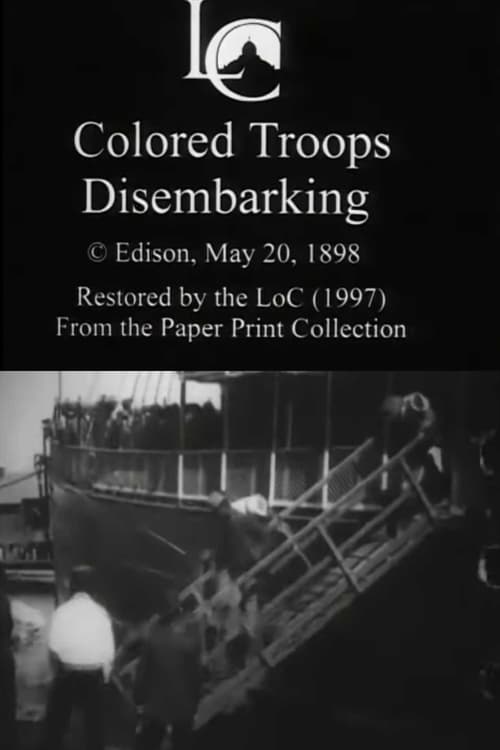 LC
Colored Troops
Disembarking
© Edison, May 20, 1898
Restored by the LoC (1997)
From the Paper Print Collection